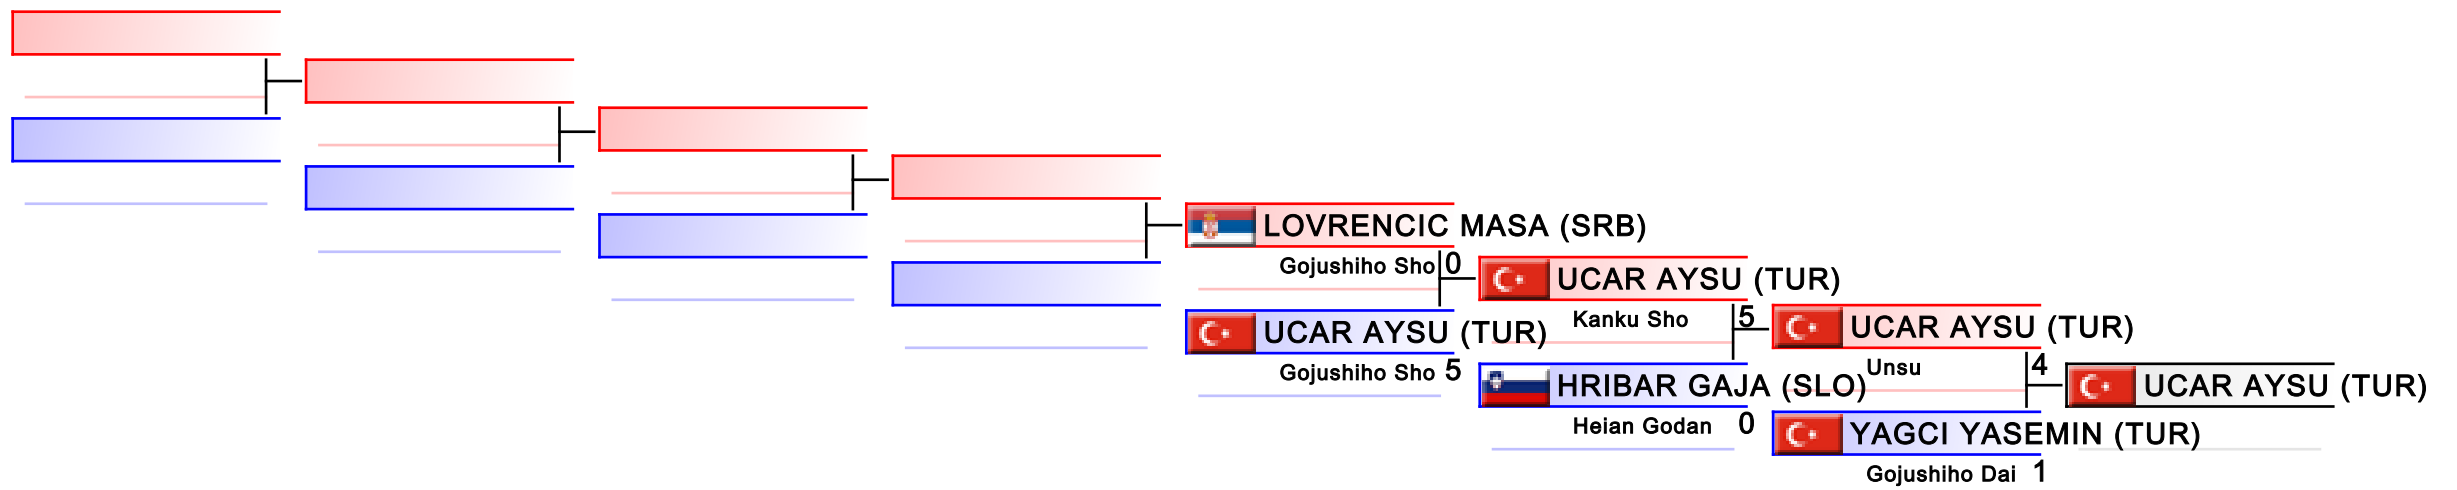 LOVRENCIC MASA (SRB)
Gojushiho Sho 0
UCAR AYSU (TUR)
Gojushiho Sho 5
UCAR AYSU (TUR)
Kanku Sho 5
HRIBAR GAJA (SLO)
Heian Godan 0
UCAR AYSU (TUR)
Unsu 4
YAGCI YASEMIN (TUR)
Gojushiho Dai 1
UCAR AYSU (TUR)